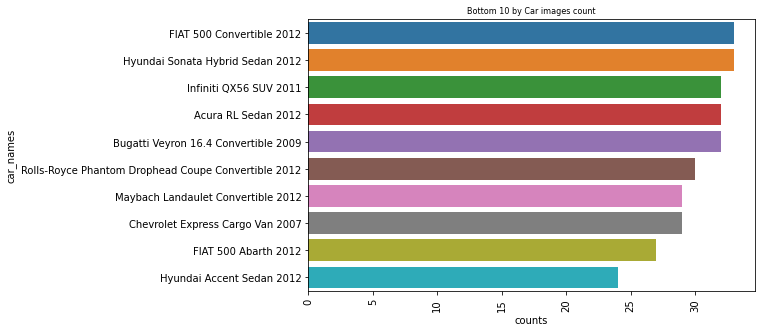 Bottom 10 by Car images count
FIAT 500 Convertible 2012
Hyundai Sonata Hybrid Sedan 2012
Infiniti QX56 SUV 2011
Acura RL Sedan 2012
Bugatti Veyron 16.4 Convertible 2009
Rolls-Royce Phantom Drophead Coupe Convertible 2012
Maybach Landaulet Convertible 2012
Chevrolet Express Cargo Van 2007
FIAT 500 Abarth 2012
Hyundai Accent Sedan 2012
car_names
0 5 10 15 20 25 30
counts